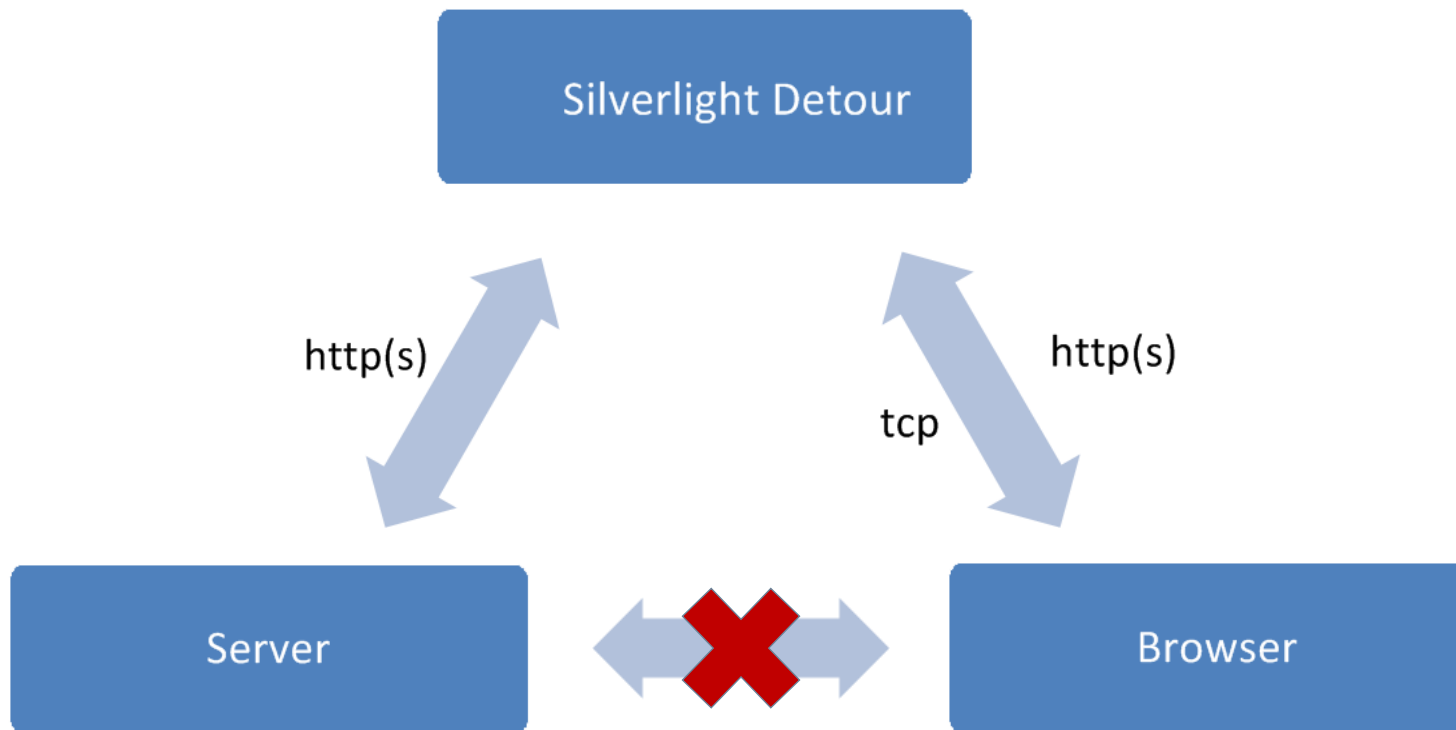 Silverlight Detour
http(s)
http(s)
tcp
Server
Browser